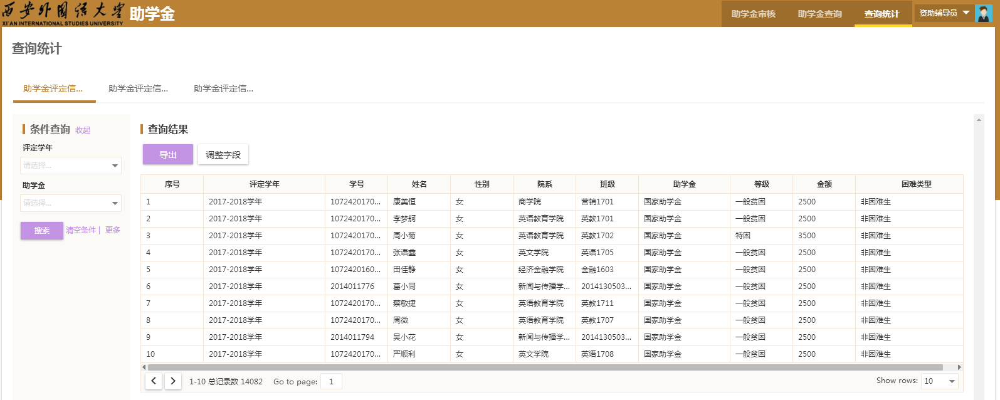 西安外国语大学 助学金
XI'AN INTERNATIONAL STUDIES UNIVERSITY
助学金审核 助学金查询 查询统计 资助辅导员
查询统计
助学金评定信... 助学金评定信... 助学金评定信...
条件查询 收起
评定学年
请选择...
助学金
请选择...
搜索 清空条件 | 更多
查询结果
导出 调整字段
序号 评定学年 学号 姓名 性别 院系 班级 助学金 等级 金额 困难类型
1 2017-2018学年 1072420170... 康美恒 女 商学院 营销1701 国家助学金 一般贫困 2500 非困难生
2 2017-2018学年 1072420170... 李梦舸 女 英语教育学院 英教1701 国家助学金 一般贫困 2500 非困难生
3 2017-2018学年 1072420170... 周小菊 女 英语教育学院 英教1702 国家助学金 特困 3500 非困难生
4 2017-2018学年 1072420170... 张语鑫 女 英文学院 英语1705 国家助学金 一般贫困 2500 非困难生
5 2017-2018学年 1072420160... 田佳静 女 经济金融学院 金融1603 国家助学金 一般贫困 2500 非困难生
6 2017-2018学年 2014011776 葛小同 女 新闻与传播学... 2014130503... 国家助学金 一般贫困 2500 非困难生
7 2017-2018学年 1072420170... 蔡敏捷 女 英语教育学院 英教1711 国家助学金 一般贫困 2500 非困难生
8 2017-2018学年 1072420170... 周微 女 英语教育学院 英教1707 国家助学金 一般贫困 2500 非困难生
9 2017-2018学年 2014011794 吴小花 女 新闻与传播学... 2014130503... 国家助学金 一般贫困 2500 非困难生
10 2017-2018学年 1072420170... 严顺利 女 英文学院 英语1708 国家助学金 一般贫困 2500 非困难生
1-10 总记录数 14082 Go to page: 1 Show rows: 10